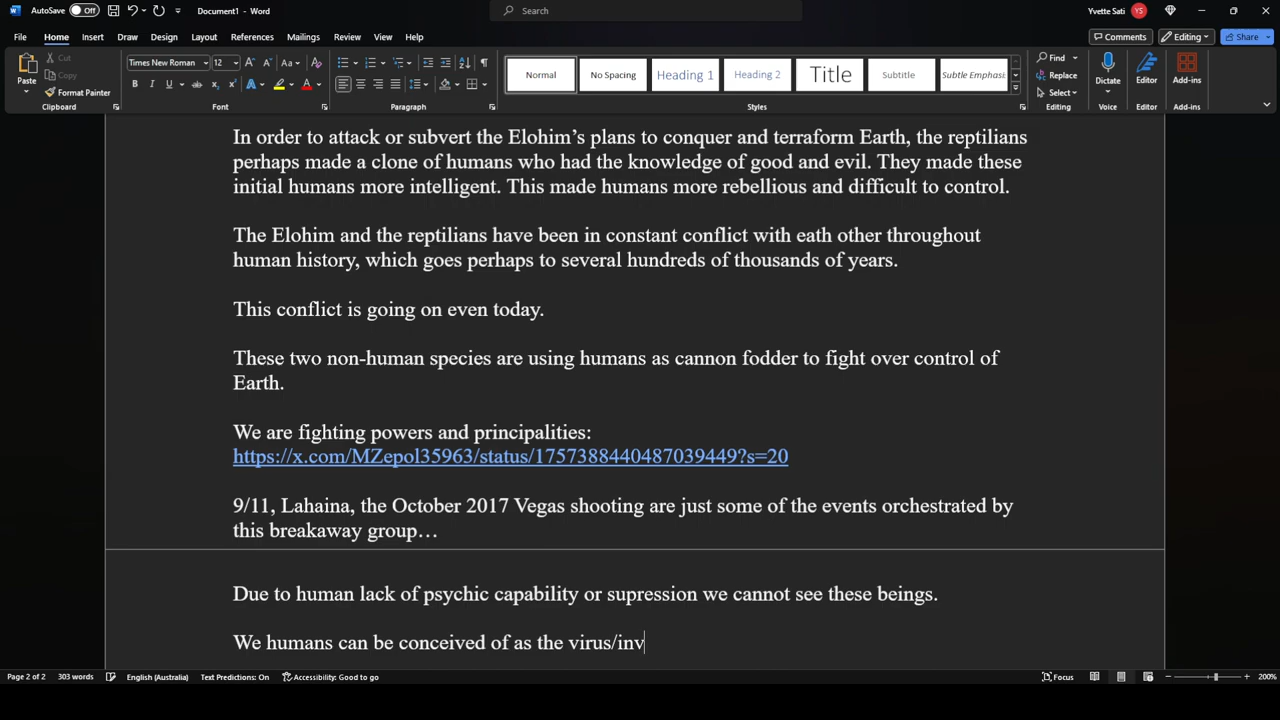 AutoSave Off Document1 - Word Search Yvette Sati YS
File Home Insert Draw Design Layout References Mailings Review View Help Comments Editing Share
Paste Cut Copy Format Painter Times New Roman 12 Normal No Spacing Heading 1 Heading 2 Title Subtitle Subtle Emphasi Find Replace Select Dictate Editor Add-ins
Clipboard Font Paragraph Styles Editing Voice Editor Add-ins
In order to attack or subvert the Elohim’s plans to conquer and terraform Earth, the reptilians
perhaps made a clone of humans who had the knowledge of good and evil. They made these
initial humans more intelligent. This made humans more rebellious and difficult to control.
The Elohim and the reptilians have been in constant conflict with eath other throughout
human history, which goes perhaps to several hundreds of thousands of years.
This conflict is going on even today.
These two non-human species are using humans as cannon fodder to fight over control of
Earth.
We are fighting powers and principalities:
https://x.com/MZepol35963/status/1757388440487039449?s=20
9/11, Lahaina, the October 2017 Vegas shooting are just some of the events orchestrated by
this breakaway group…
Due to human lack of psychic capability or supression we cannot see these beings.
We humans can be conceived of as the virus/inv
Page 2 of 2 303 words English (Australia) Text Predictions: On Accessibility: Good to go Focus 200%